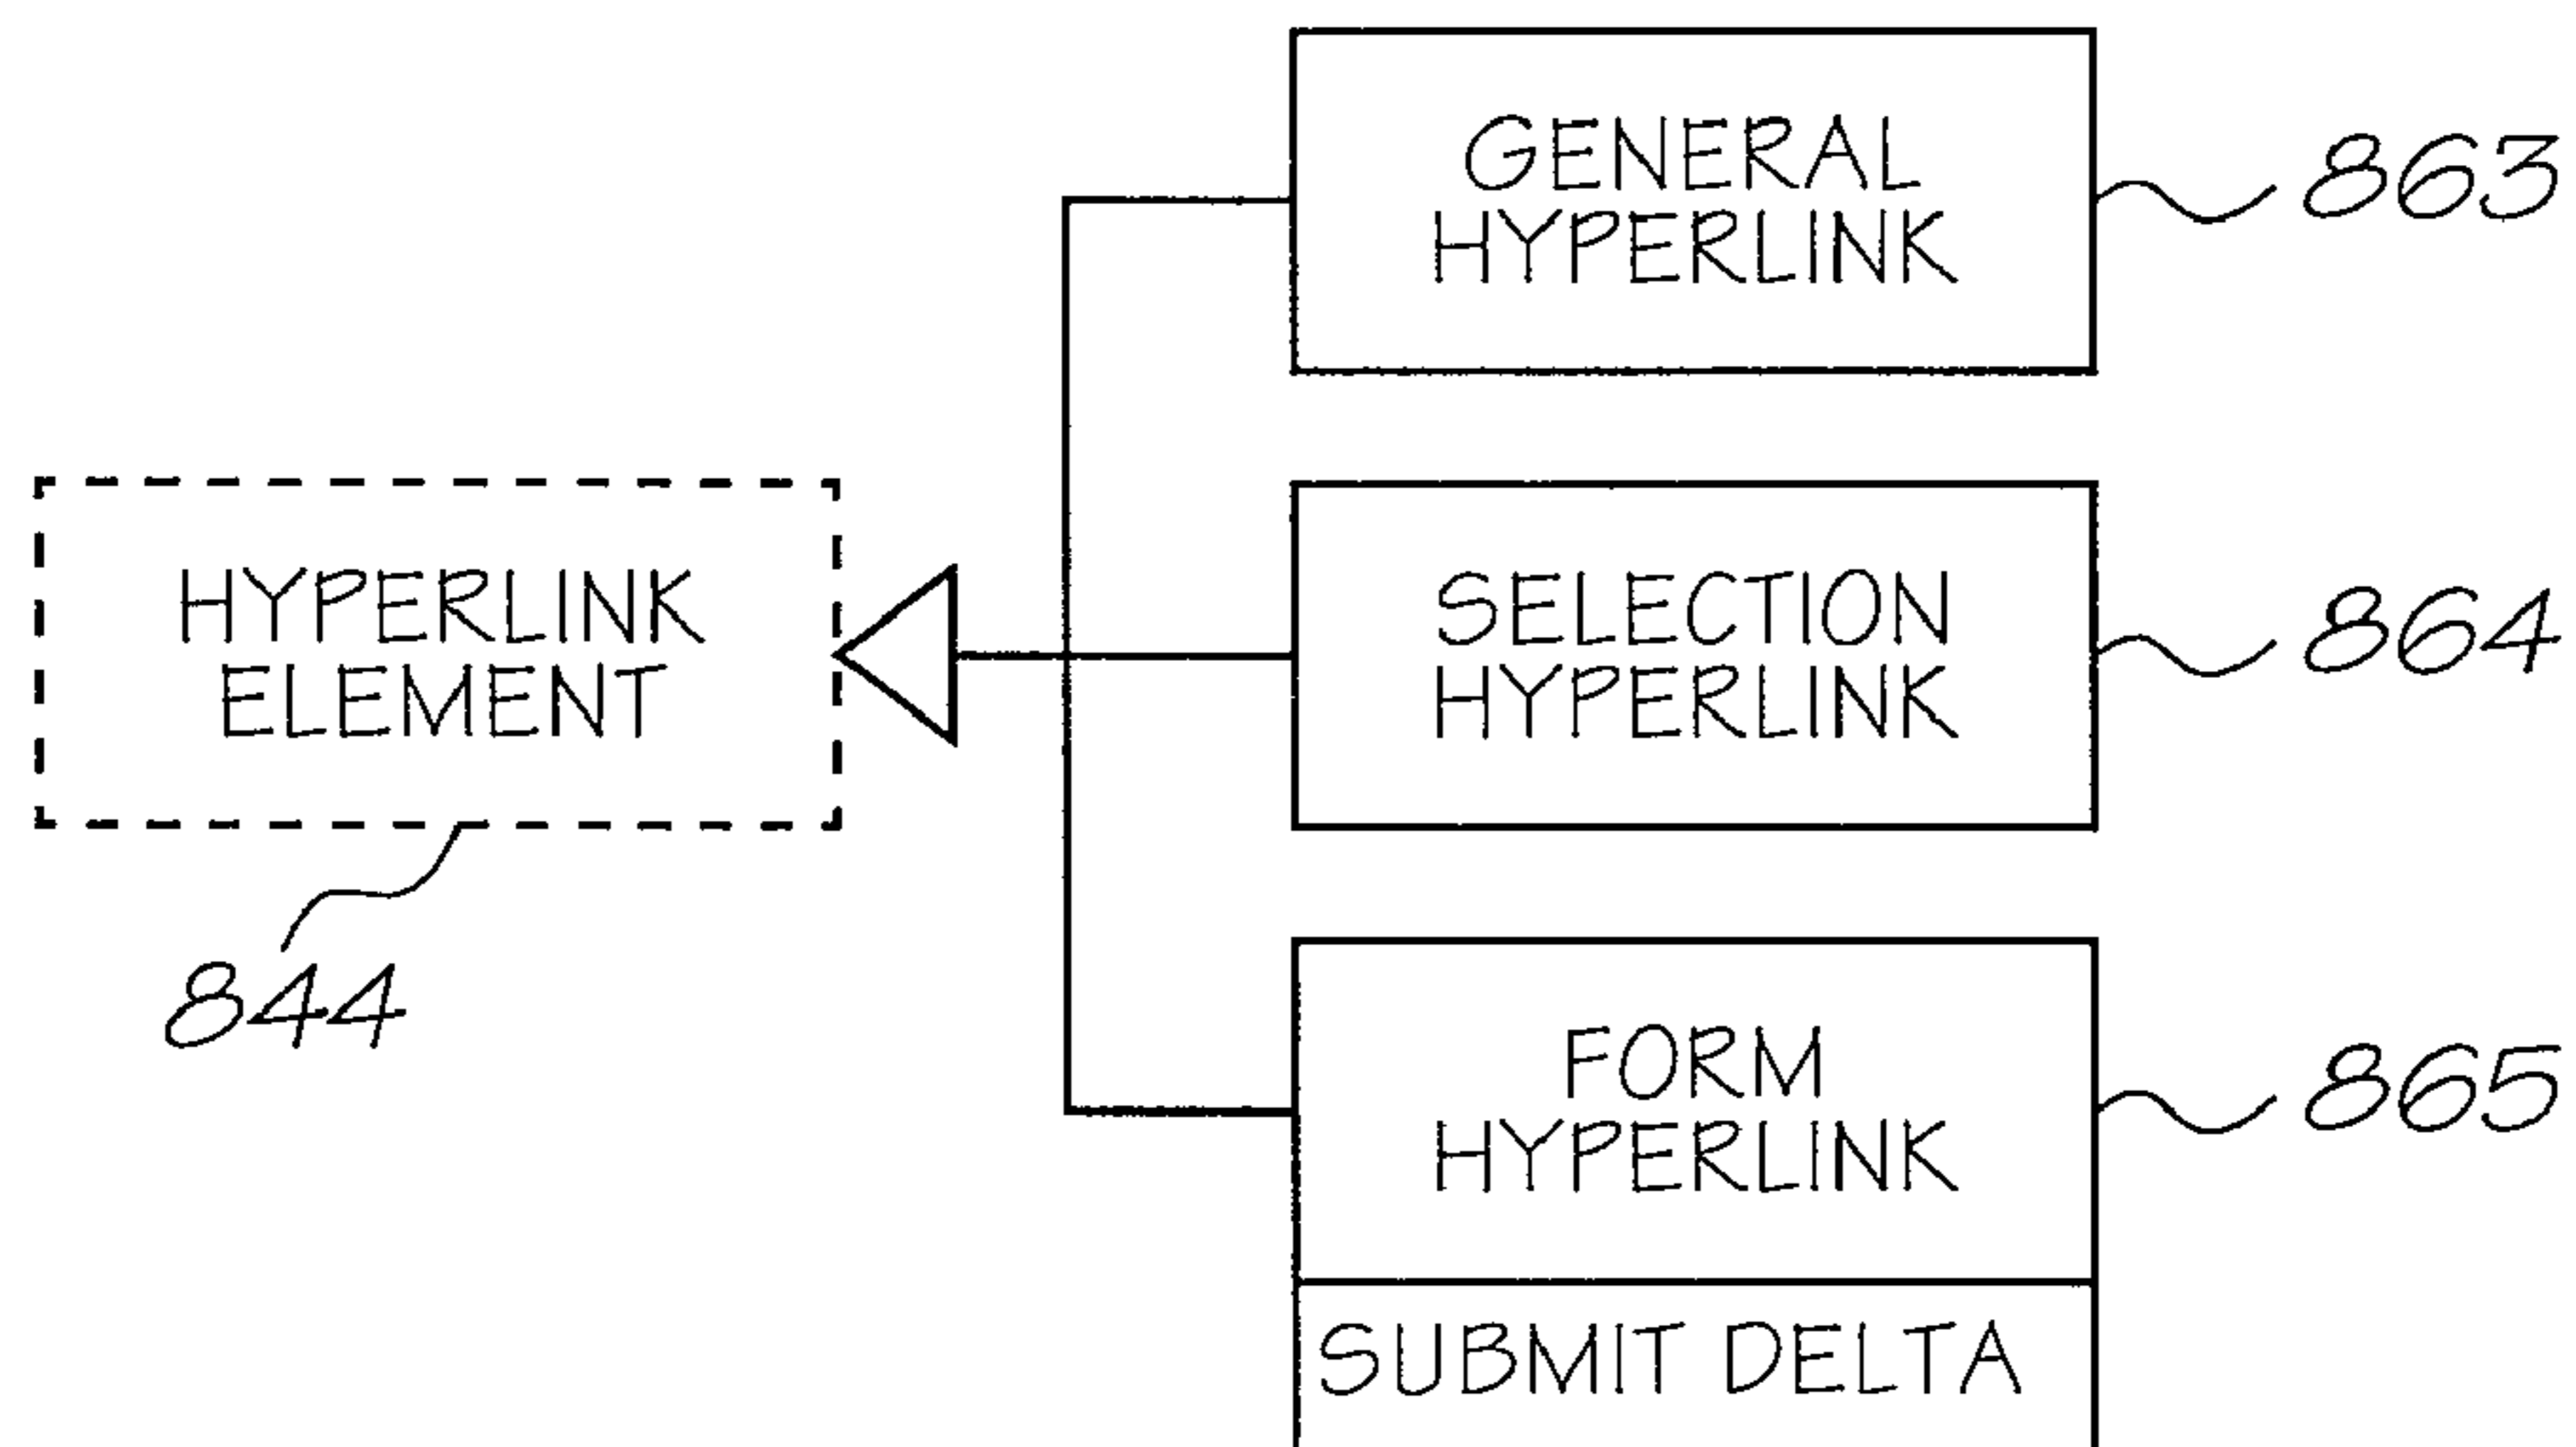 GENERAL
HYPERLINK
863
HYPERLINK
ELEMENT
844
SELECTION
HYPERLINK
864
FORM
HYPERLINK
865
SUBMIT DELTA